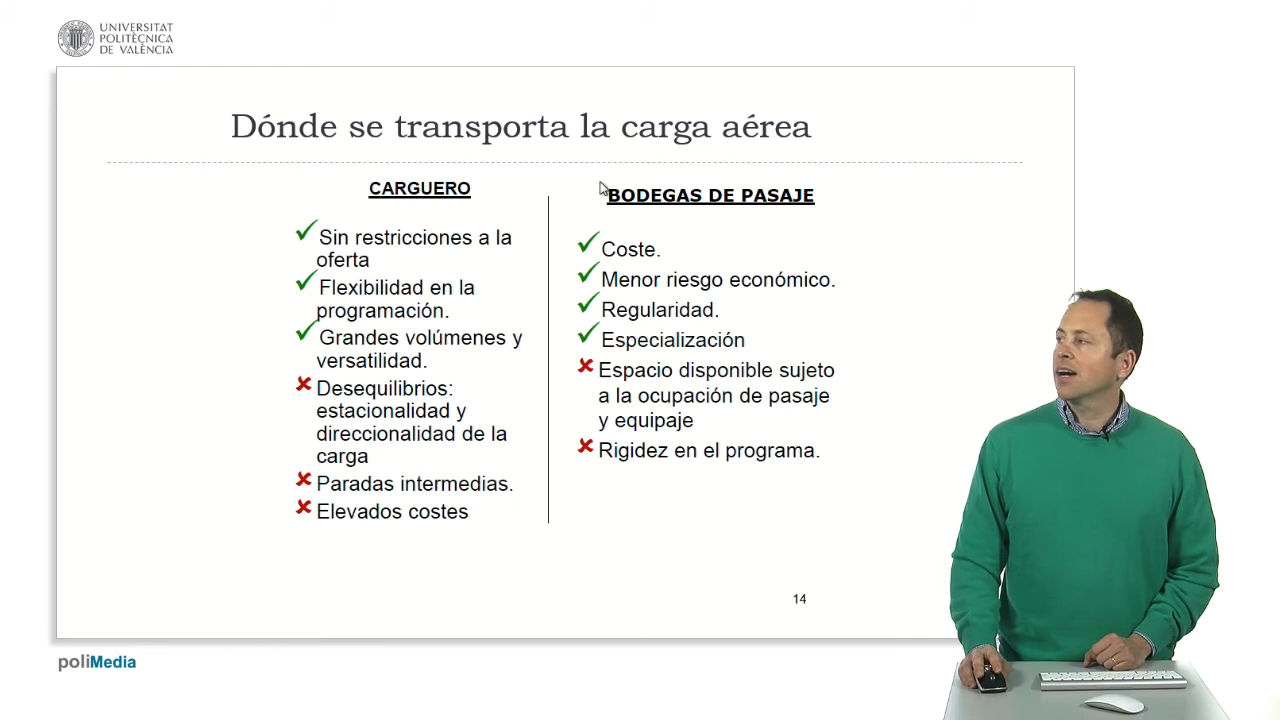 UNIVERSITAT
POLITÈCNICA
DE VALÈNCIA
Dónde se transporta la carga aérea
CARGUERO
Sin restricciones a la
oferta
Flexibilidad en la
programación.
Grandes volúmenes y
versatilidad.
Desequilibrios:
estacionalidad y
direccionalidad de la
carga
Paradas intermedias.
Elevados costes
BODEGAS DE PASAJE
Coste.
Menor riesgo económico.
Regularidad.
Especialización
Espacio disponible sujeto
a la ocupación de pasaje
y equipaje
Rigidez en el programa.
14
poliMedia